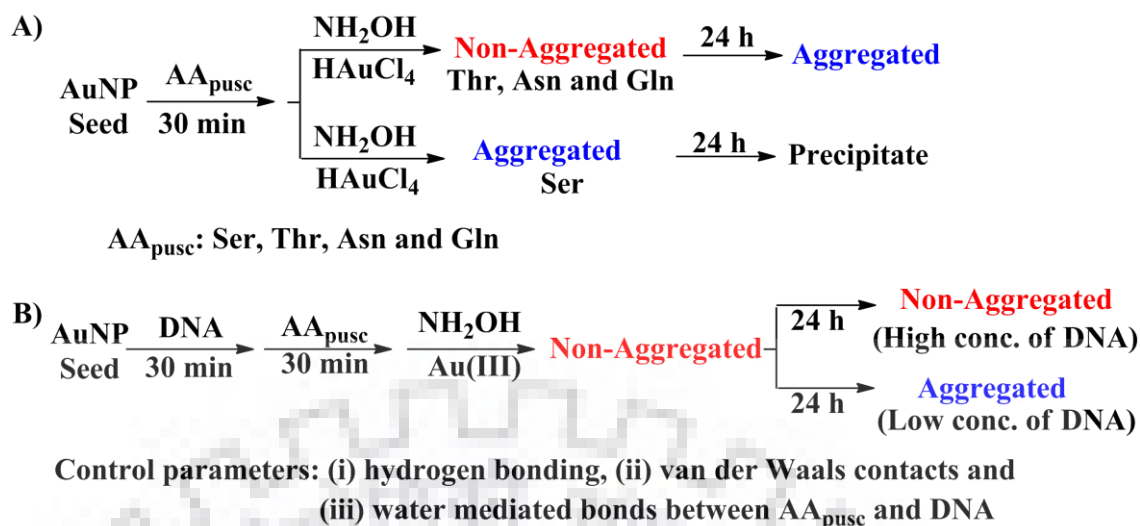 A)
NH2OH
HAuCl4
AuNP Seed
AApusc
30 min
Non-Aggregated
Thr, Asn and Gln
24 h
Aggregated
NH2OH
HAuCl4
Aggregated
Ser
24 h
Precipitate
AApusc: Ser, Thr, Asn and Gln
B)
AuNP Seed
DNA
30 min
AApusc
30 min
NH2OH
Au(III)
Non-Aggregated
24 h
Non-Aggregated
(High conc. of DNA)
24 h
Aggregated
(Low conc. of DNA)
Control parameters: (i) hydrogen bonding, (ii) van der Waals contacts and
(iii) water mediated bonds between AApusc and DNA